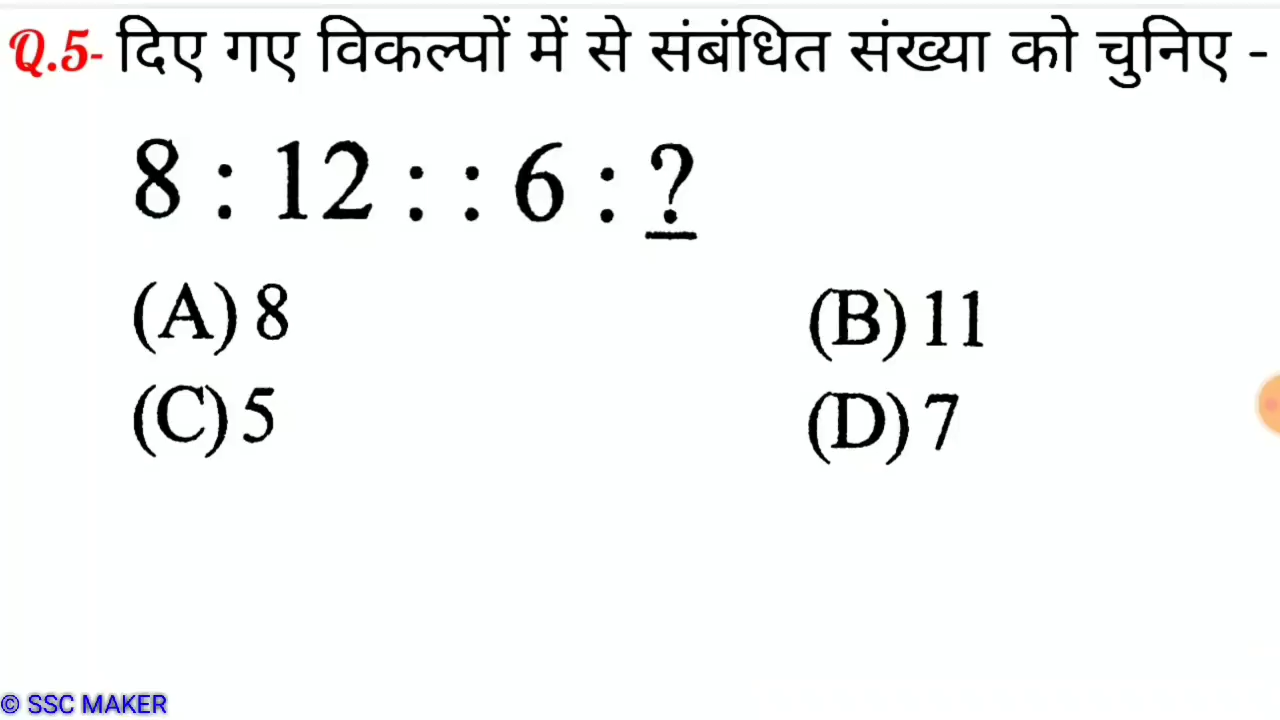 Q.5- दिए गए विकल्पों में से संबंधित संख्या को चुनिए -
8 : 12 : : 6 : ?
(A) 8 (B) 11
(C) 5 (D) 7
© SSC MAKER